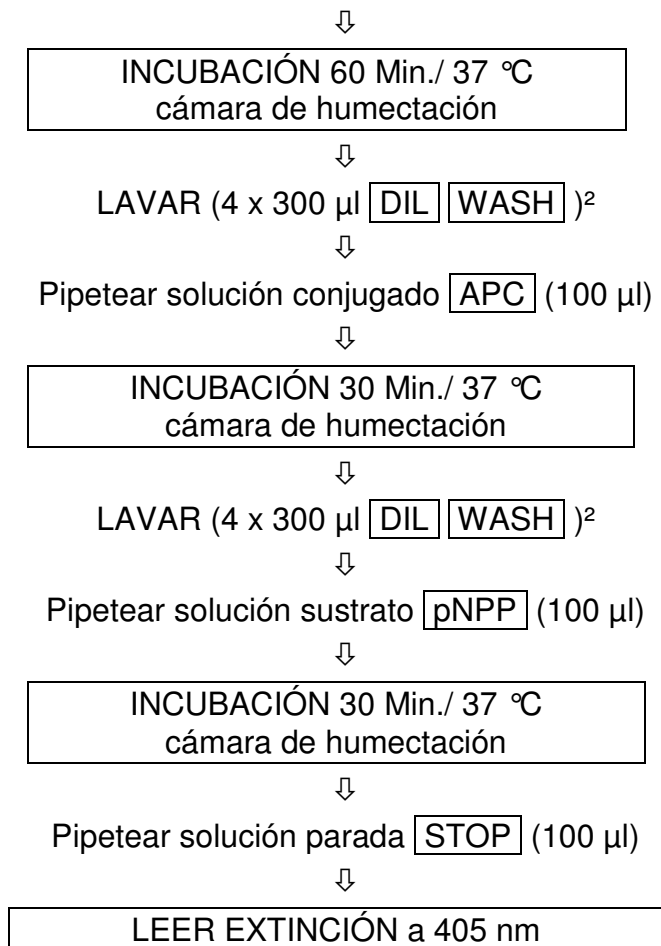 ⇩
INCUBACIÓN 60 Min./ 37 °C
cámara de humectación
⇩
LAVAR (4 x 300 µl DIL WASH )²
⇩
Pipetear solución conjugado APC (100 µl)
⇩
INCUBACIÓN 30 Min./ 37 °C
cámara de humectación
⇩
LAVAR (4 x 300 µl DIL WASH )²
⇩
Pipetear solución sustrato pNPP (100 µl)
⇩
INCUBACIÓN 30 Min./ 37 °C
cámara de humectación
⇩
Pipetear solución parada STOP (100 µl)
⇩
LEER EXTINCIÓN a 405 nm